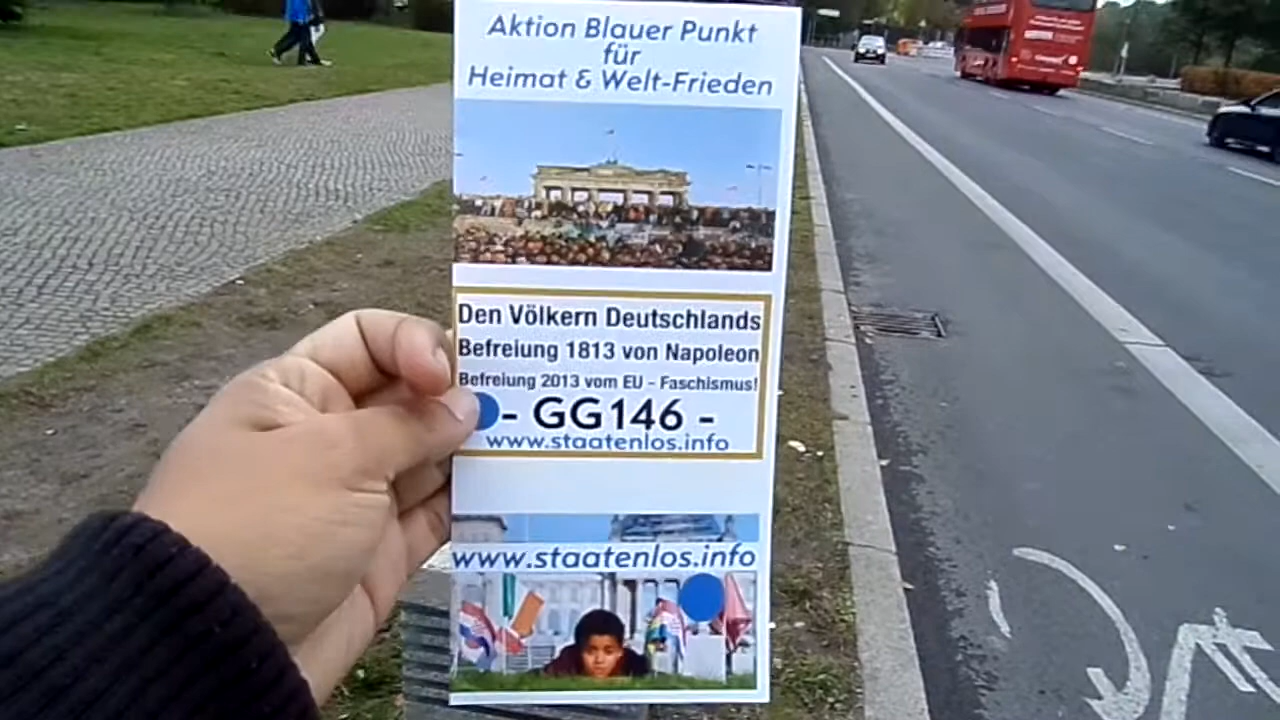 Aktion Blauer Punkt
für
Heimat & Welt-Frieden
Den Völkern Deutschlands
Befreiung 1813 von Napoleon
Befreiung 2013 vom EU - Faschismus!
- GG146 -
www.staatenlos.info
www.staatenlos.info